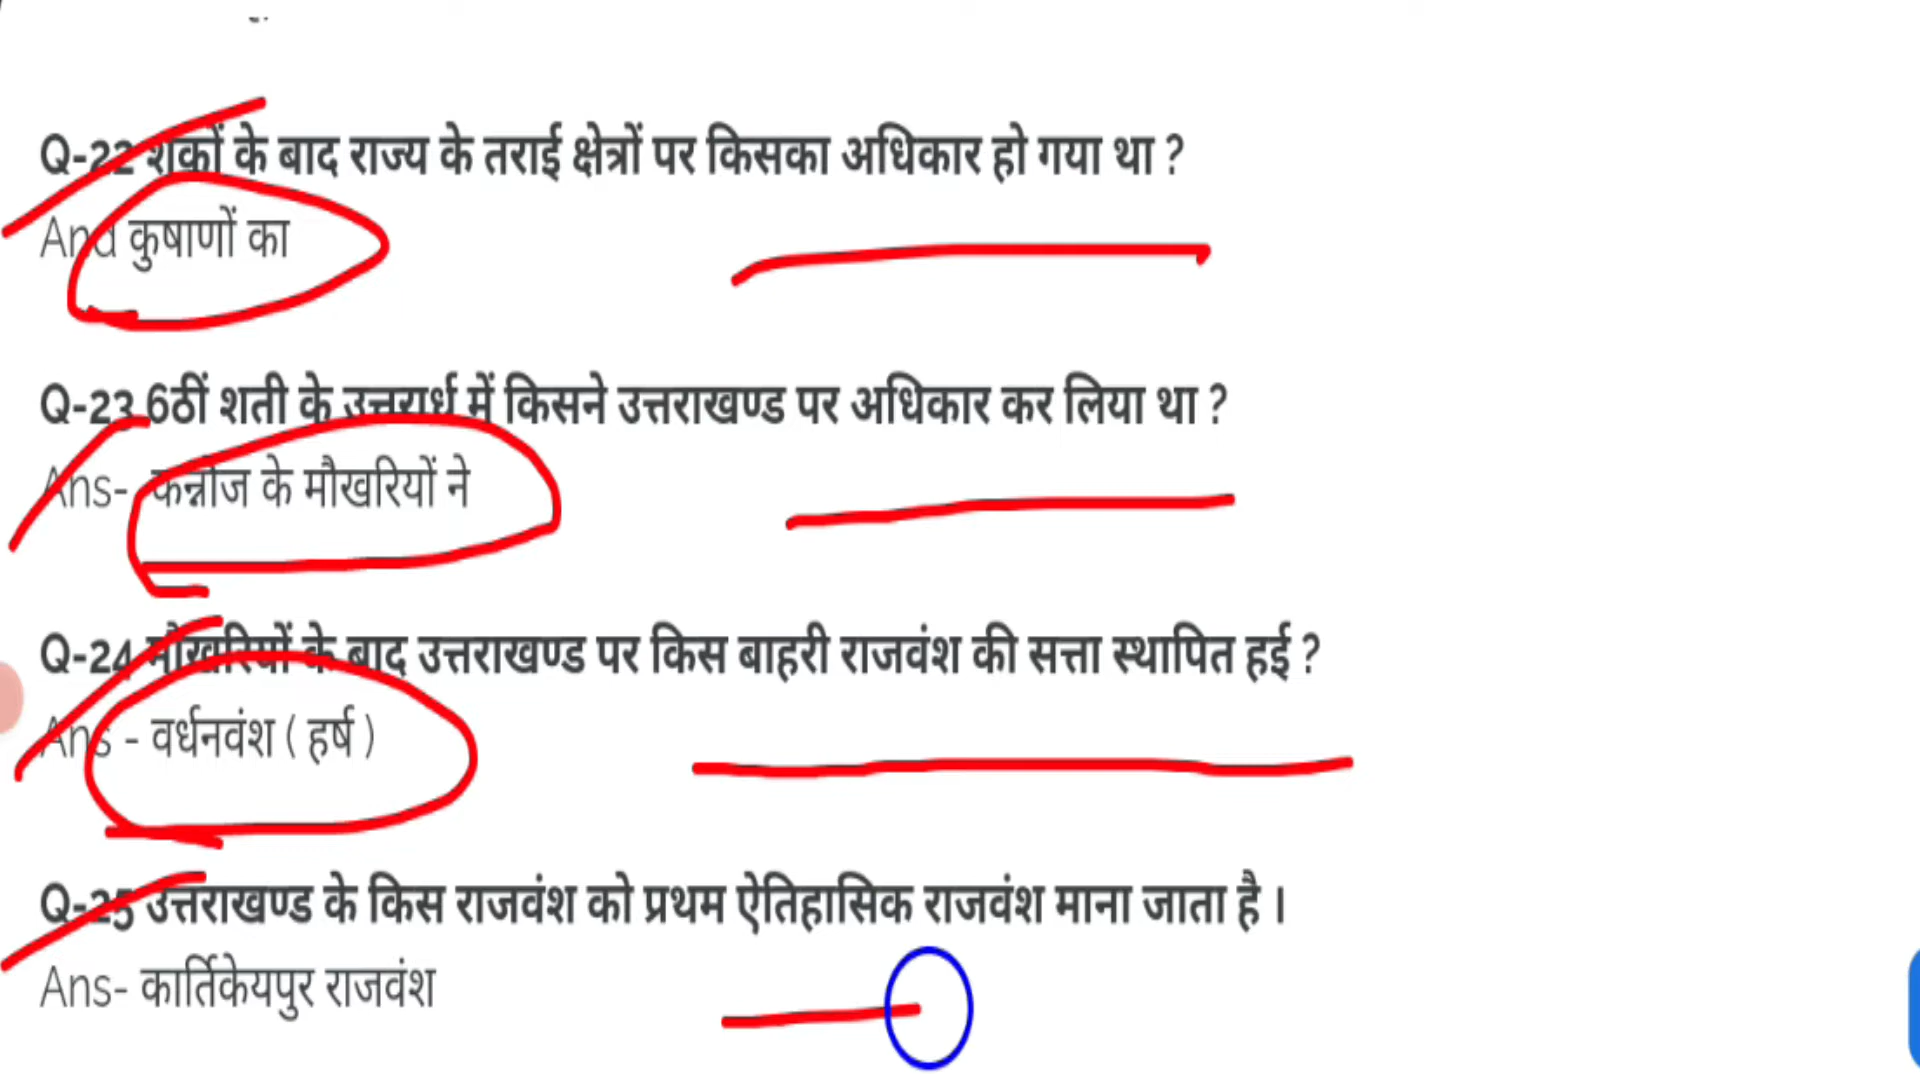 Q-22 शकों के बाद राज्य के तराई क्षेत्रों पर किसका अधिकार हो गया था ?
And कुषाणों का
Q-23 6ठीं शती के उत्तरार्ध में किसने उत्तराखण्ड पर अधिकार कर लिया था ?
Ans- कन्नौज के मौखरियों ने
Q-24 मौखरियों के बाद उत्तराखण्ड पर किस बाहरी राजवंश की सत्ता स्थापित हई ?
Ans - वर्धनवंश ( हर्ष )
Q-25 उत्तराखण्ड के किस राजवंश को प्रथम ऐतिहासिक राजवंश माना जाता है ।
Ans- कार्तिकेयपुर राजवंश